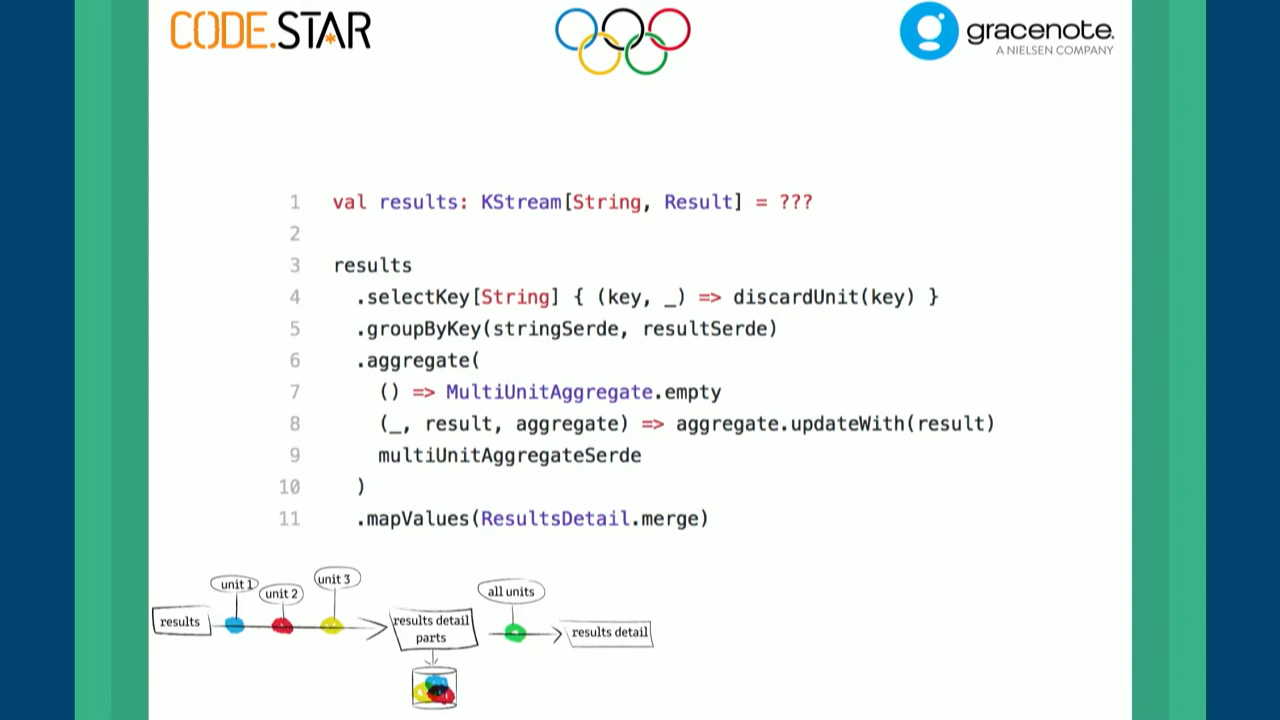 CODE.STAR
gracenote.
A NIELSEN COMPANY
1 val results: KStream[String, Result] = ???
2
3 results
4 .selectKey[String] { (key, _) => discardUnit(key) }
5 .groupByKey(stringSerde, resultSerde)
6 .aggregate(
7 () => MultiUnitAggregate.empty
8 (_, result, aggregate) => aggregate.updateWith(result)
9 multiUnitAggregateSerde
10 )
11 .mapValues(ResultsDetail.merge)
unit 1
unit 2
unit 3
all units
results
results detail
parts
results detail